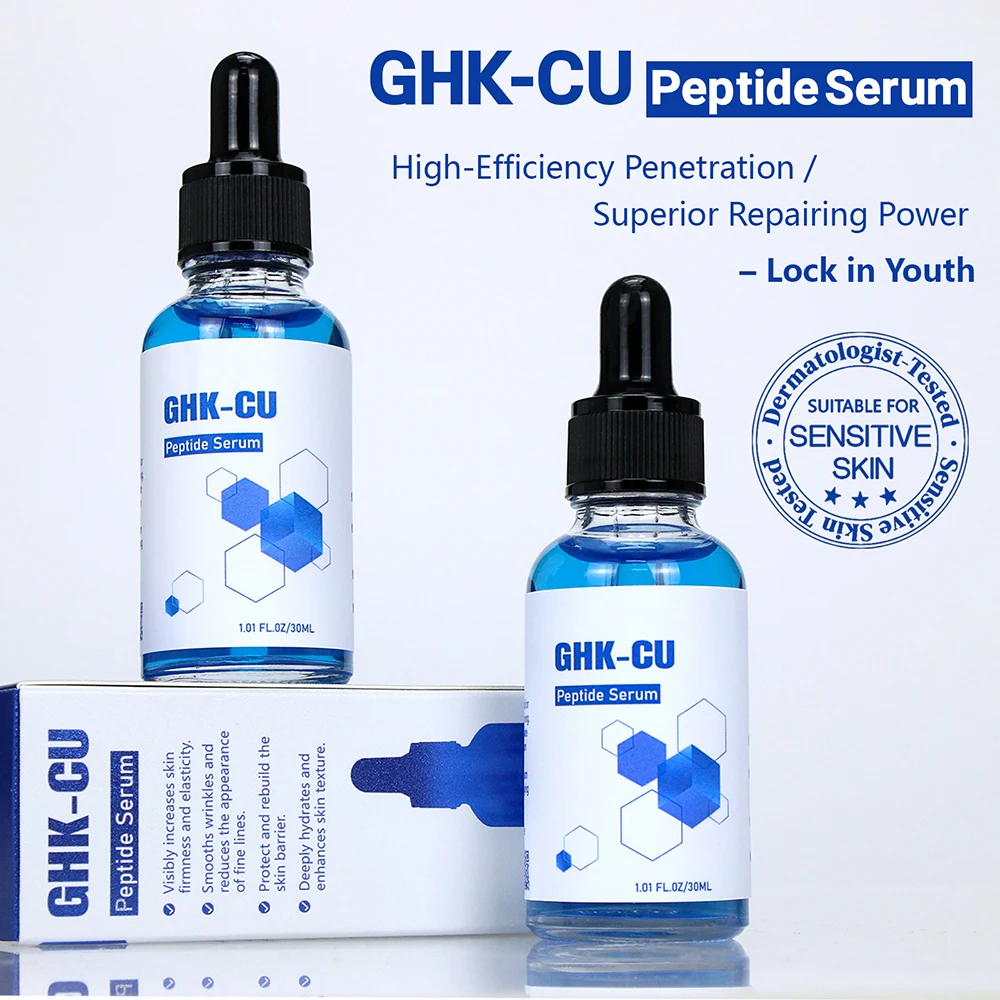 GHK-CU Peptide Serum
High-Efficiency Penetration /
Superior Repairing Power
– Lock in Youth
Dermatologist-Tested
SUITABLE FOR
SENSITIVE
SKIN
Sensitive Skin Tested
GHK-CU
Peptide Serum
1.01 FL.OZ/30ML
GHK-CU
Peptide Serum
1.01 FL.OZ/30ML
GHK-CU
Peptide Serum
Visibly increases skin
firmness and elasticity.
Smooths wrinkles and
reduces the appearance
of fine lines.
Protect and rebuild the
skin barrier.
Deeply hydrates and
enhances skin texture.